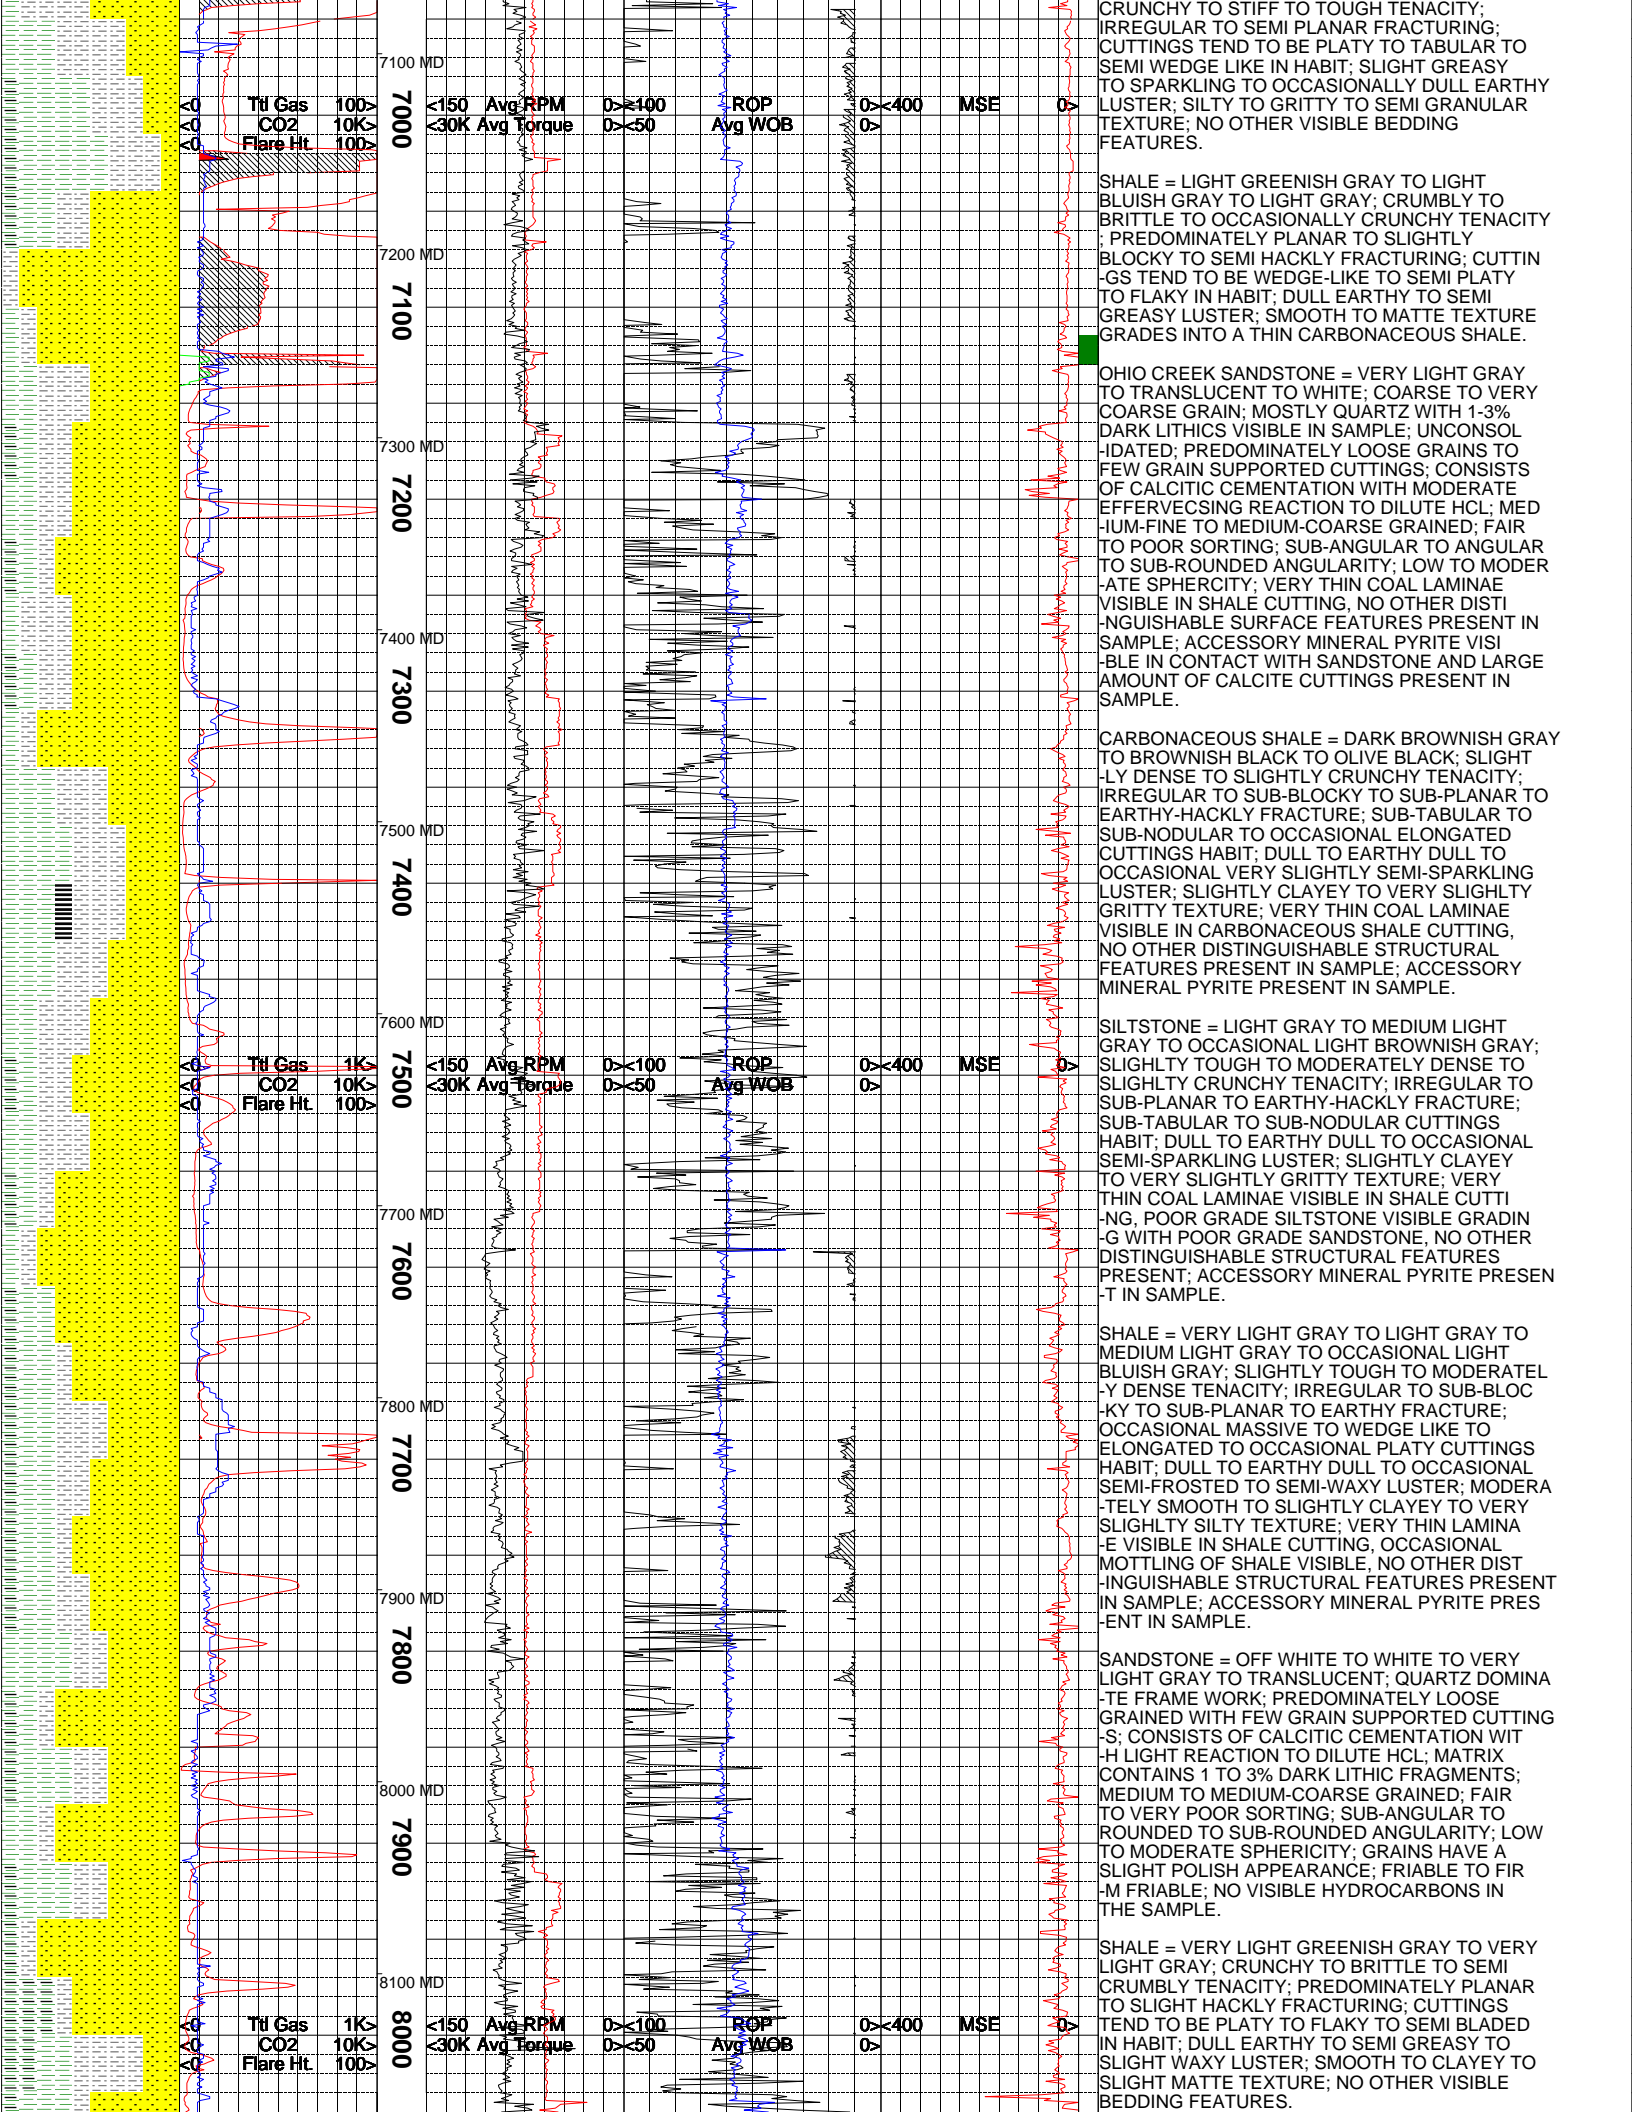 7100 MD
<0 Ttl Gas 100>
<0 CO2 10K>
<0 Flare Ht. 100>
7000
<150 Avg RPM 0>
<30K Avg Torque 0>
<100 ROP 0>
<50 Avg WOB 0>
<400 MSE 0>
7200 MD
7100
7300 MD
7200
7400 MD
7300
7500 MD
7400
7600 MD
<0 Ttl Gas 1K>
<0 CO2 10K>
<0 Flare Ht. 100>
7500
<150 Avg RPM 0>
<30K Avg Torque 0>
<100 ROP 0>
<50 Avg WOB 0>
<400 MSE 0>
7700 MD
7600
7800 MD
7700
7900 MD
7800
8000 MD
7900
8100 MD
<0 Ttl Gas 1K>
<0 CO2 10K>
<0 Flare Ht. 100>
8000
<150 Avg RPM 0>
<30K Avg Torque 0>
<100 ROP 0>
<50 Avg WOB 0>
<400 MSE 0>
CRUNCHY TO STIFF TO TOUGH TENACITY;
IRREGULAR TO SEMI PLANAR FRACTURING;
CUTTINGS TEND TO BE PLATY TO TABULAR TO
SEMI WEDGE LIKE IN HABIT; SLIGHT GREASY
TO SPARKLING TO OCCASIONALLY DULL EARTHY
LUSTER; SILTY TO GRITTY TO SEMI GRANULAR
TEXTURE; NO OTHER VISIBLE BEDDING
FEATURES.
SHALE = LIGHT GREENISH GRAY TO LIGHT
BLUISH GRAY TO LIGHT GRAY; CRUMBLY TO
BRITTLE TO OCCASIONALLY CRUNCHY TENACITY
; PREDOMINATELY PLANAR TO SLIGHTLY
BLOCKY TO SEMI HACKLY FRACTURING; CUTTIN
-GS TEND TO BE WEDGE-LIKE TO SEMI PLATY
TO FLAKY IN HABIT; DULL EARTHY TO SEMI
GREASY LUSTER; SMOOTH TO MATTE TEXTURE
GRADES INTO A THIN CARBONACEOUS SHALE.
OHIO CREEK SANDSTONE = VERY LIGHT GRAY
TO TRANSLUCENT TO WHITE; COARSE TO VERY
COARSE GRAIN; MOSTLY QUARTZ WITH 1-3%
DARK LITHICS VISIBLE IN SAMPLE; UNCONSOL
-IDATED; PREDOMINATELY LOOSE GRAINS TO
FEW GRAIN SUPPORTED CUTTINGS; CONSISTS
OF CALCITIC CEMENTATION WITH MODERATE
EFFERVECSING REACTION TO DILUTE HCL; MED
-IUM-FINE TO MEDIUM-COARSE GRAINED; FAIR
TO POOR SORTING; SUB-ANGULAR TO ANGULAR
TO SUB-ROUNDED ANGULARITY; LOW TO MODER
-ATE SPHERCITY; VERY THIN COAL LAMINAE
VISIBLE IN SHALE CUTTING, NO OTHER DISTI
-NGUISHABLE SURFACE FEATURES PRESENT IN
SAMPLE; ACCESSORY MINERAL PYRITE VISI
-BLE IN CONTACT WITH SANDSTONE AND LARGE
AMOUNT OF CALCITE CUTTINGS PRESENT IN
SAMPLE.
CARBONACEOUS SHALE = DARK BROWNISH GRAY
TO BROWNISH BLACK TO OLIVE BLACK; SLIGHT
-LY DENSE TO SLIGHTLY CRUNCHY TENACITY;
IRREGULAR TO SUB-BLOCKY TO SUB-PLANAR TO
EARTHY-HACKLY FRACTURE; SUB-TABULAR TO
SUB-NODULAR TO OCCASIONAL ELONGATED
CUTTINGS HABIT; DULL TO EARTHY DULL TO
OCCASIONAL VERY SLIGHTLY SEMI-SPARKLING
LUSTER; SLIGHTLY CLAYEY TO VERY SLIGHLTY
GRITTY TEXTURE; VERY THIN COAL LAMINAE
VISIBLE IN CARBONACEOUS SHALE CUTTING,
NO OTHER DISTINGUISHABLE STRUCTURAL
FEATURES PRESENT IN SAMPLE; ACCESSORY
MINERAL PYRITE PRESENT IN SAMPLE.
SILTSTONE = LIGHT GRAY TO MEDIUM LIGHT
GRAY TO OCCASIONAL LIGHT BROWNISH GRAY;
SLIGHLTY TOUGH TO MODERATELY DENSE TO
SLIGHLTY CRUNCHY TENACITY; IRREGULAR TO
SUB-PLANAR TO EARTHY-HACKLY FRACTURE;
SUB-TABULAR TO SUB-NODULAR CUTTINGS
HABIT; DULL TO EARTHY DULL TO OCCASIONAL
SEMI-SPARKLING LUSTER; SLIGHTLY CLAYEY
TO VERY SLIGHTLY GRITTY TEXTURE; VERY
THIN COAL LAMINAE VISIBLE IN SHALE CUTTI
-NG, POOR GRADE SILTSTONE VISIBLE GRADIN
-G WITH POOR GRADE SANDSTONE, NO OTHER
DISTINGUISHABLE STRUCTURAL FEATURES
PRESENT; ACCESSORY MINERAL PYRITE PRESEN
-T IN SAMPLE.
SHALE = VERY LIGHT GRAY TO LIGHT GRAY TO
MEDIUM LIGHT GRAY TO OCCASIONAL LIGHT
BLUISH GRAY; SLIGHTLY TOUGH TO MODERATEL
-Y DENSE TENACITY; IRREGULAR TO SUB-BLOC
-KY TO SUB-PLANAR TO EARTHY FRACTURE;
OCCASIONAL MASSIVE TO WEDGE LIKE TO
ELONGATED TO OCCASIONAL PLATY CUTTINGS
HABIT; DULL TO EARTHY DULL TO OCCASIONAL
SEMI-FROSTED TO SEMI-WAXY LUSTER; MODERA
-TELY SMOOTH TO SLIGHTLY CLAYEY TO VERY
SLIGHLTY SILTY TEXTURE; VERY THIN LAMINA
-E VISIBLE IN SHALE CUTTING, OCCASIONAL
MOTTLING OF SHALE VISIBLE, NO OTHER DIST
-INGUISHABLE STRUCTURAL FEATURES PRESENT
IN SAMPLE; ACCESSORY MINERAL PYRITE PRES
-ENT IN SAMPLE.
SANDSTONE = OFF WHITE TO WHITE TO VERY
LIGHT GRAY TO TRANSLUCENT; QUARTZ DOMINA
-TE FRAME WORK; PREDOMINATELY LOOSE
GRAINED WITH FEW GRAIN SUPPORTED CUTTING
-S; CONSISTS OF CALCITIC CEMENTATION WIT
-H LIGHT REACTION TO DILUTE HCL; MATRIX
CONTAINS 1 TO 3% DARK LITHIC FRAGMENTS;
MEDIUM TO MEDIUM-COARSE GRAINED; FAIR
TO VERY POOR SORTING; SUB-ANGULAR TO
ROUNDED TO SUB-ROUNDED ANGULARITY; LOW
TO MODERATE SPHERICITY; GRAINS HAVE A
SLIGHT POLISH APPEARANCE; FRIABLE TO FIR
-M FRIABLE; NO VISIBLE HYDROCARBONS IN
THE SAMPLE.
SHALE = VERY LIGHT GREENISH GRAY TO VERY
LIGHT GRAY; CRUNCHY TO BRITTLE TO SEMI
CRUMBLY TENACITY; PREDOMINATELY PLANAR
TO SLIGHT HACKLY FRACTURING; CUTTINGS
TEND TO BE PLATY TO FLAKY TO SEMI BLADED
IN HABIT; DULL EARTHY TO SEMI GREASY TO
SLIGHT WAXY LUSTER; SMOOTH TO CLAYEY TO
SLIGHT MATTE TEXTURE; NO OTHER VISIBLE
BEDDING FEATURES.